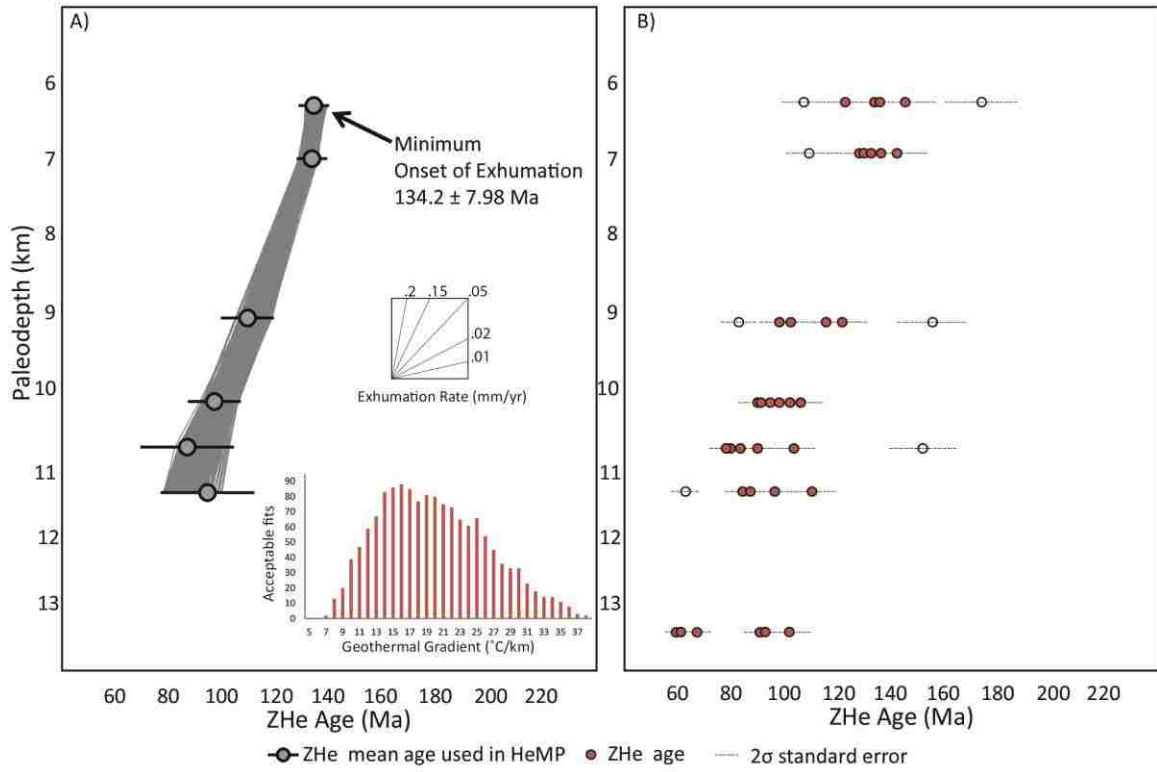 A)
B)
6
7
8
9
10
11
12
13
Paleodepth (km)
Minimum
Onset of Exhumation
134.2 ± 7.98 Ma
.2 .15 .05
.02
.01
Exhumation Rate (mm/yr)
90
80
70
60
50
40
30
20
10
0
Acceptable fits
5 7 9 11 13 15 17 19 21 23 25 27 29 31 33 35 37
Geothermal Gradient (˚C/km)
60 80 100 120 140 160 180 200 220
ZHe Age (Ma)
6
7
8
9
10
11
12
13
60 80 100 120 140 160 180 200 220
ZHe Age (Ma)
ZHe mean age used in HeMP ZHe age 2σ standard error